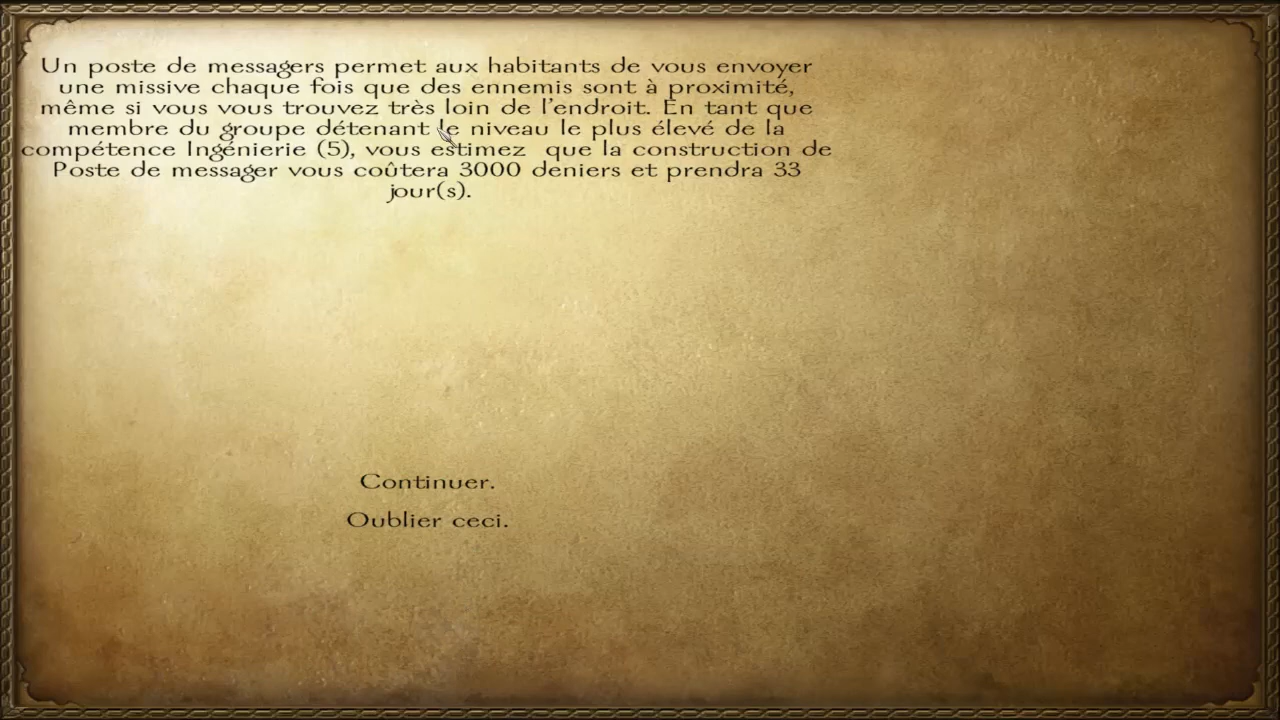 Un poste de messagers permet aux habitants de vous envoyer
une missive chaque fois que des ennemis sont à proximité,
même si vous vous trouvez très loin de l'endroit. En tant que
membre du groupe détenant le niveau le plus élevé de la
compétence Ingénierie (5), vous estimez  que la construction de
Poste de messager vous coûtera 3000 deniers et prendra 33
jour(s).
Continuer.
Oublier ceci.